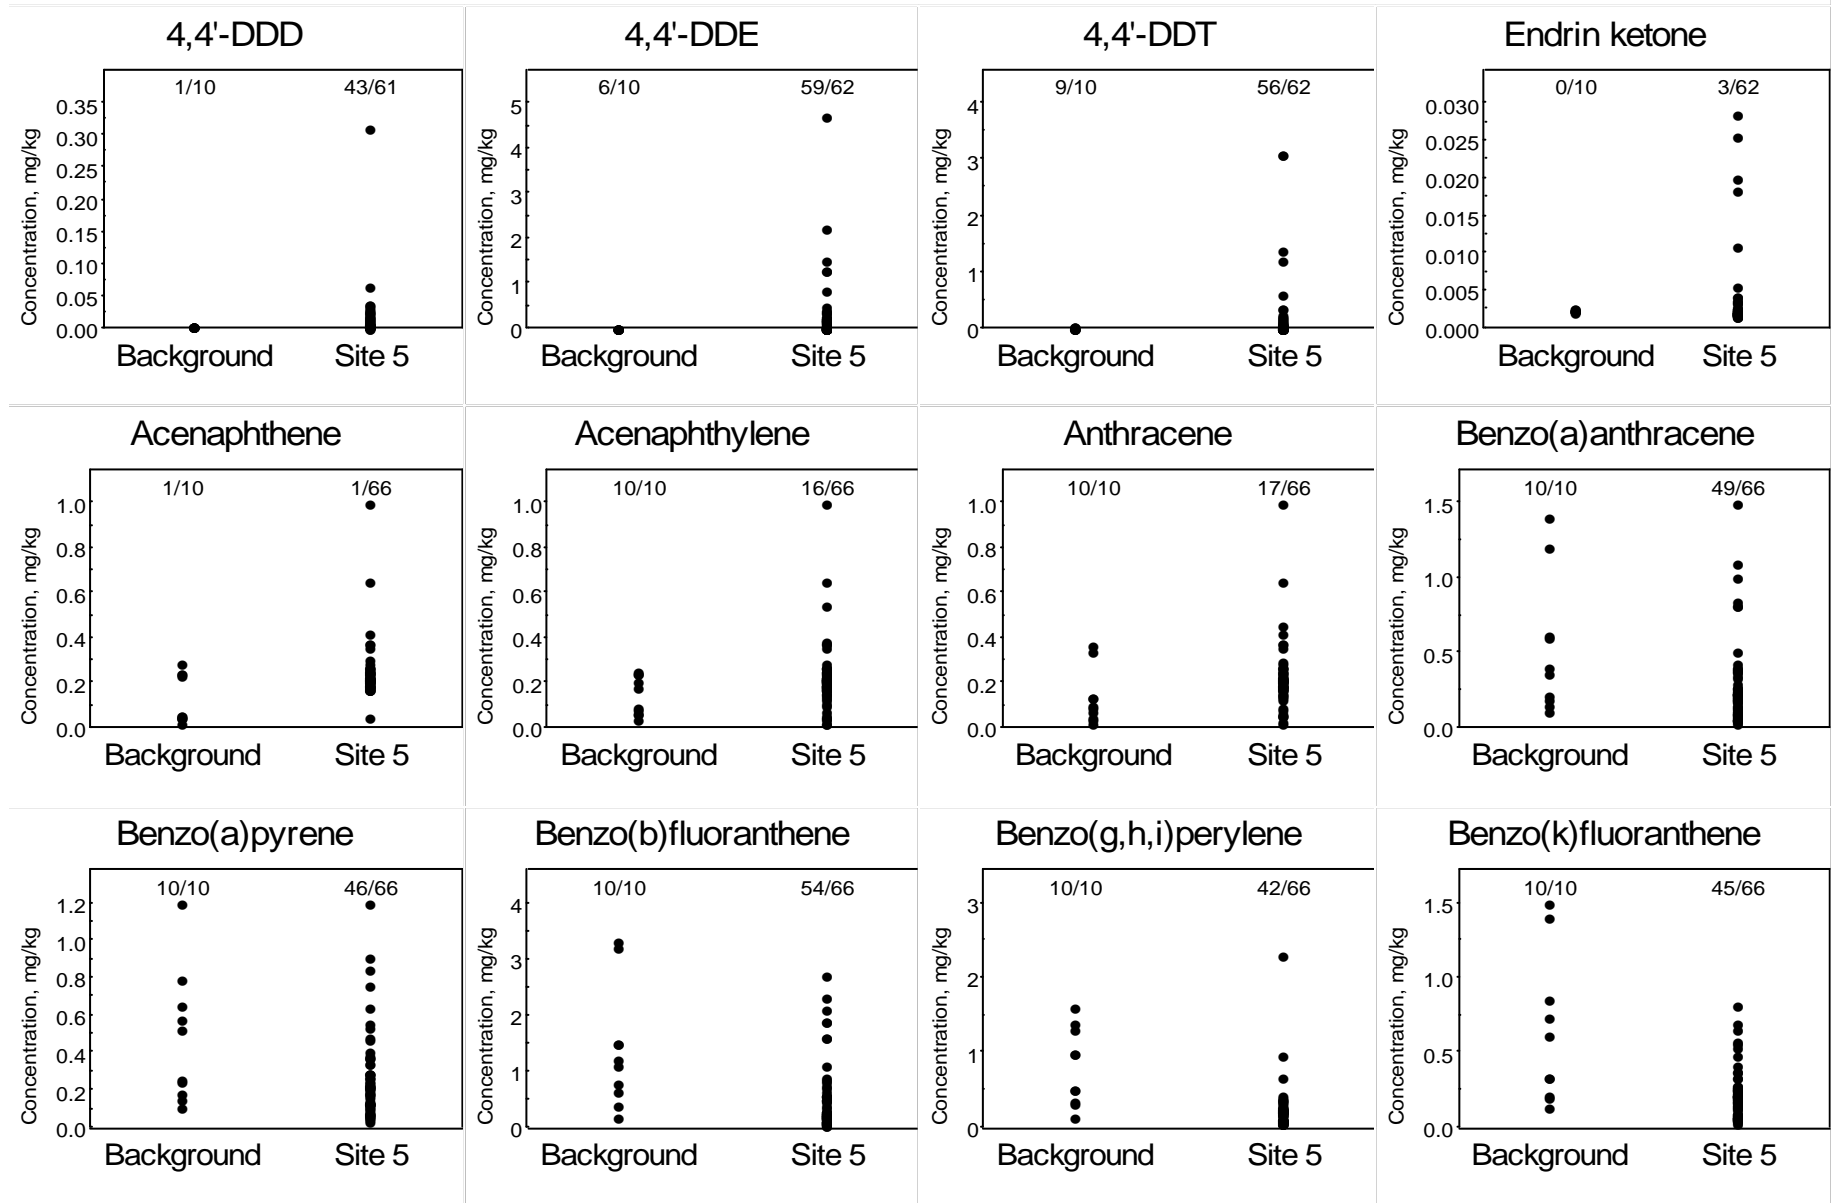 4,4'-DDD
1/10 43/61
Concentration, mg/kg
0.35
0.30
0.25
0.20
0.15
0.10
0.05
0.00
Background Site 5
4,4'-DDE
6/10 59/62
Concentration, mg/kg
5
4
3
2
1
0
Background Site 5
4,4'-DDT
9/10 56/62
Concentration, mg/kg
4
3
2
1
0
Background Site 5
Endrin ketone
0/10 3/62
Concentration, mg/kg
0.030
0.025
0.020
0.015
0.010
0.005
0.000
Background Site 5
Acenaphthene
1/10 1/66
Concentration, mg/kg
1.0
0.8
0.6
0.4
0.2
0.0
Background Site 5
Acenaphthylene
10/10 16/66
Concentration, mg/kg
1.0
0.8
0.6
0.4
0.2
0.0
Background Site 5
Anthracene
10/10 17/66
Concentration, mg/kg
1.0
0.8
0.6
0.4
0.2
0.0
Background Site 5
Benzo(a)anthracene
10/10 49/66
Concentration, mg/kg
1.5
1.0
0.5
0.0
Background Site 5
Benzo(a)pyrene
10/10 46/66
Concentration, mg/kg
1.2
1.0
0.8
0.6
0.4
0.2
0.0
Background Site 5
Benzo(b)fluoranthene
10/10 54/66
Concentration, mg/kg
4
3
2
1
0
Background Site 5
Benzo(g,h,i)perylene
10/10 42/66
Concentration, mg/kg
3
2
1
0
Background Site 5
Benzo(k)fluoranthene
10/10 45/66
Concentration, mg/kg
1.5
1.0
0.5
0.0
Background Site 5